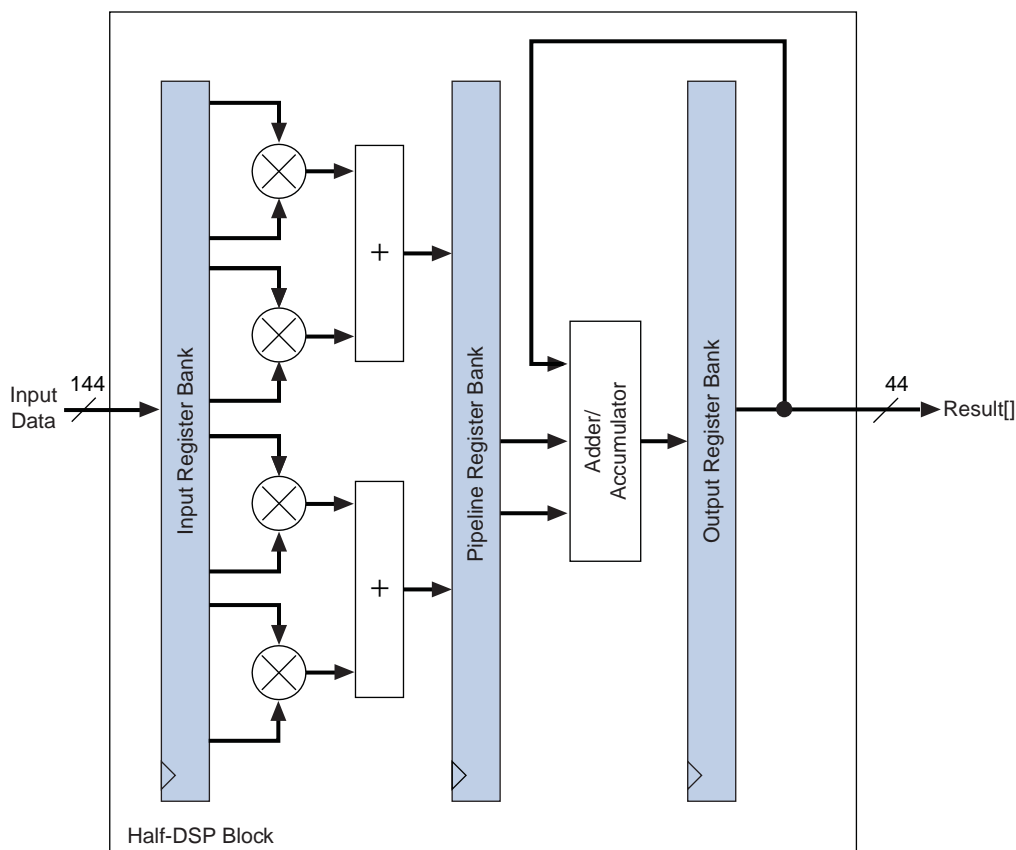 144
Input
Data
Input Register Bank
+
+
Pipeline Register Bank
Adder/
Accumulator
Output Register Bank
44
Result[]
Half-DSP Block